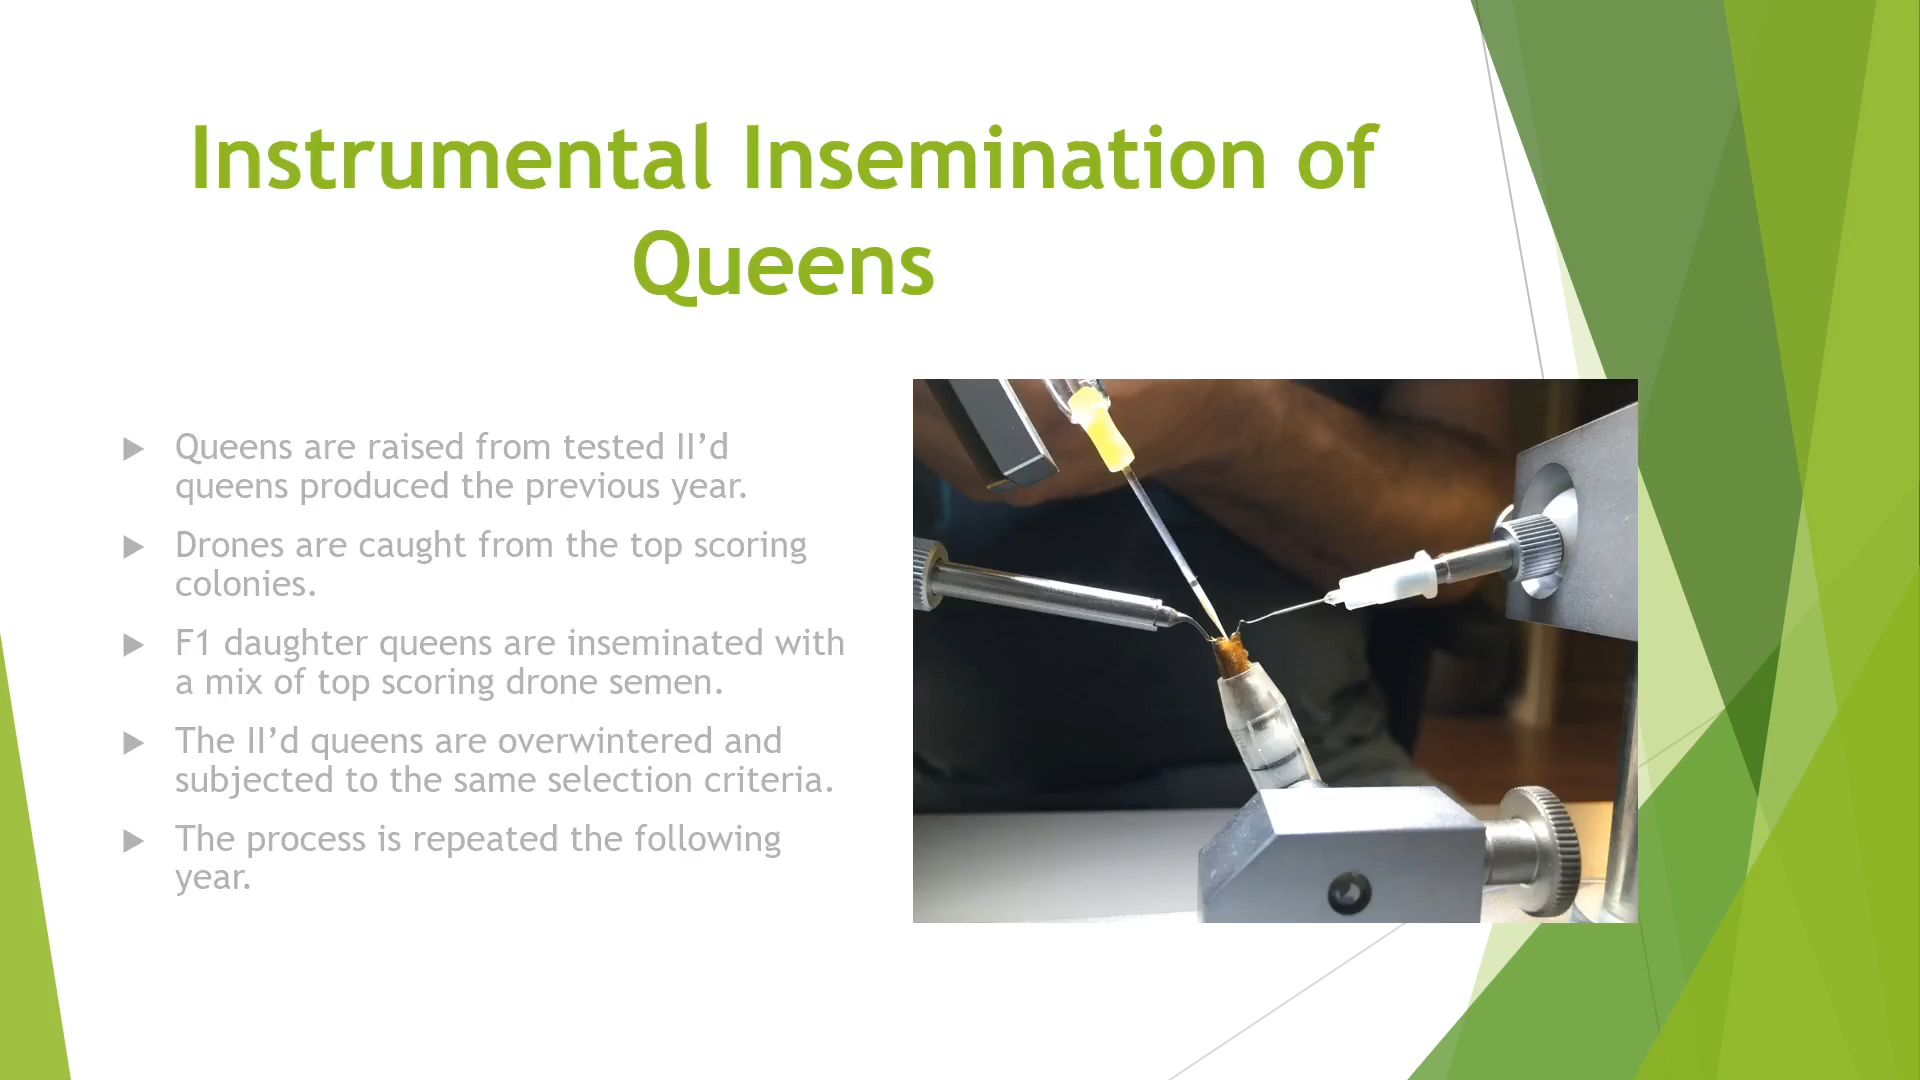 Instrumental Insemination of
Queens
Queens are raised from tested II’d
queens produced the previous year.
Drones are caught from the top scoring
colonies.
F1 daughter queens are inseminated with
a mix of top scoring drone semen.
The II’d queens are overwintered and
subjected to the same selection criteria.
The process is repeated the following
year.